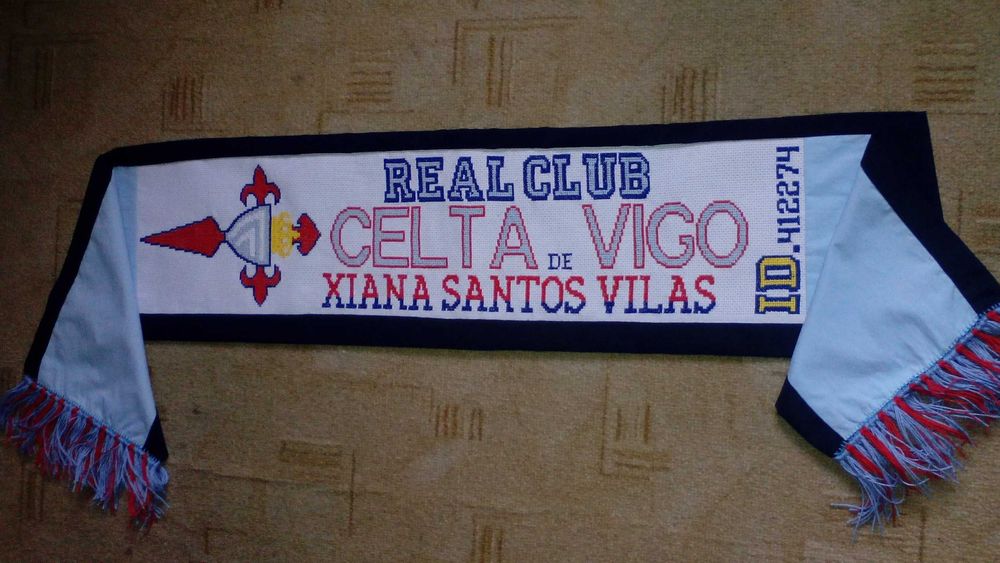 REAL CLUB
CELTA DE VIGO
XIANA SANTOS VILAS
ID.412274